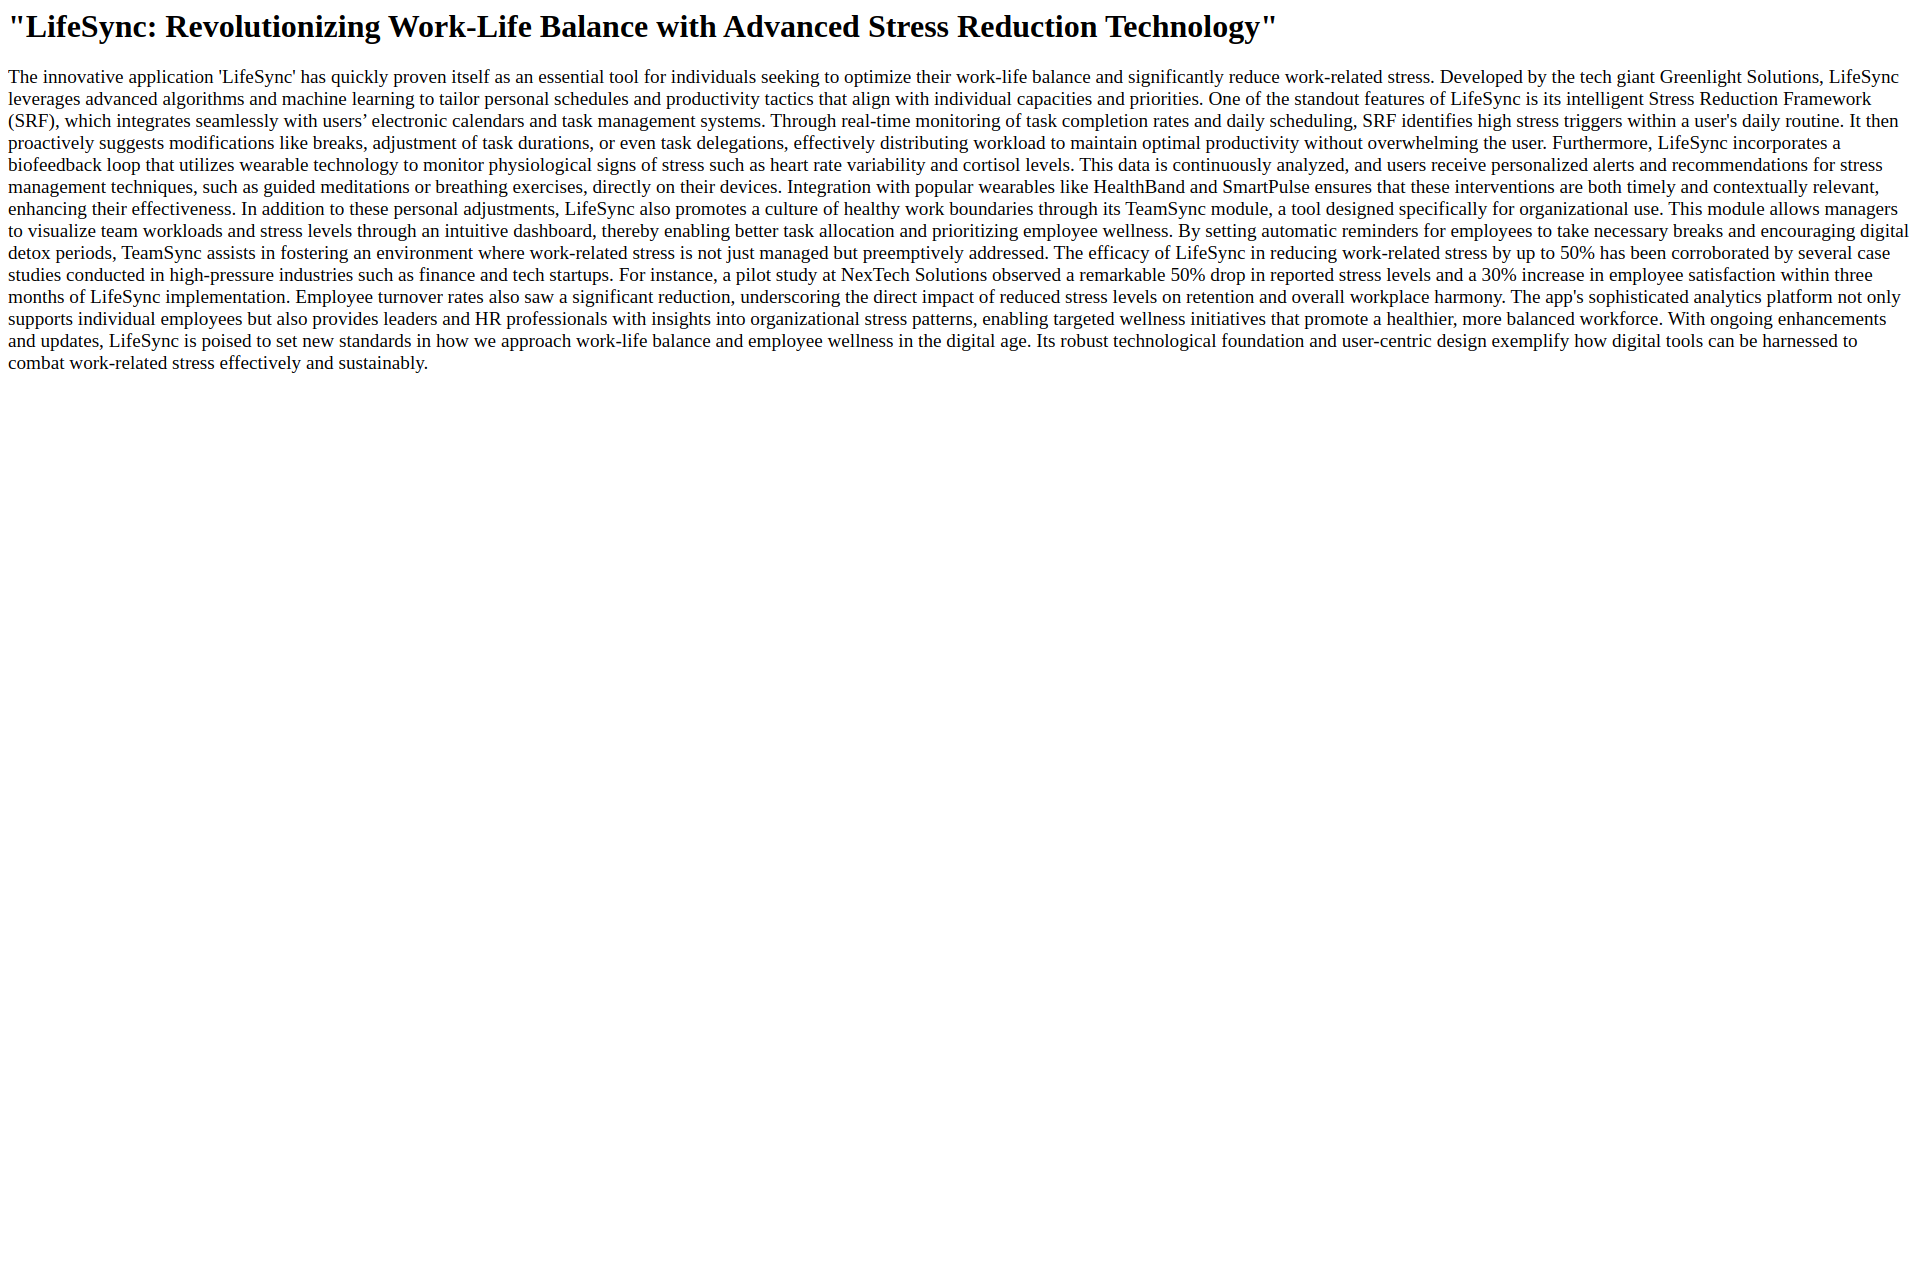 "LifeSync: Revolutionizing Work-Life Balance with Advanced Stress Reduction Technology"
The innovative application 'LifeSync' has quickly proven itself as an essential tool for individuals seeking to optimize their work-life balance and significantly reduce work-related stress. Developed by the tech giant Greenlight Solutions, LifeSync
leverages advanced algorithms and machine learning to tailor personal schedules and productivity tactics that align with individual capacities and priorities. One of the standout features of LifeSync is its intelligent Stress Reduction Framework
(SRF), which integrates seamlessly with users’ electronic calendars and task management systems. Through real-time monitoring of task completion rates and daily scheduling, SRF identifies high stress triggers within a user's daily routine. It then
proactively suggests modifications like breaks, adjustment of task durations, or even task delegations, effectively distributing workload to maintain optimal productivity without overwhelming the user. Furthermore, LifeSync incorporates a
biofeedback loop that utilizes wearable technology to monitor physiological signs of stress such as heart rate variability and cortisol levels. This data is continuously analyzed, and users receive personalized alerts and recommendations for stress
management techniques, such as guided meditations or breathing exercises, directly on their devices. Integration with popular wearables like HealthBand and SmartPulse ensures that these interventions are both timely and contextually relevant,
enhancing their effectiveness. In addition to these personal adjustments, LifeSync also promotes a culture of healthy work boundaries through its TeamSync module, a tool designed specifically for organizational use. This module allows managers
to visualize team workloads and stress levels through an intuitive dashboard, thereby enabling better task allocation and prioritizing employee wellness. By setting automatic reminders for employees to take necessary breaks and encouraging digital
detox periods, TeamSync assists in fostering an environment where work-related stress is not just managed but preemptively addressed. The efficacy of LifeSync in reducing work-related stress by up to 50% has been corroborated by several case
studies conducted in high-pressure industries such as finance and tech startups. For instance, a pilot study at NexTech Solutions observed a remarkable 50% drop in reported stress levels and a 30% increase in employee satisfaction within three
months of LifeSync implementation. Employee turnover rates also saw a significant reduction, underscoring the direct impact of reduced stress levels on retention and overall workplace harmony. The app's sophisticated analytics platform not only
supports individual employees but also provides leaders and HR professionals with insights into organizational stress patterns, enabling targeted wellness initiatives that promote a healthier, more balanced workforce. With ongoing enhancements
and updates, LifeSync is poised to set new standards in how we approach work-life balance and employee wellness in the digital age. Its robust technological foundation and user-centric design exemplify how digital tools can be harnessed to
combat work-related stress effectively and sustainably.